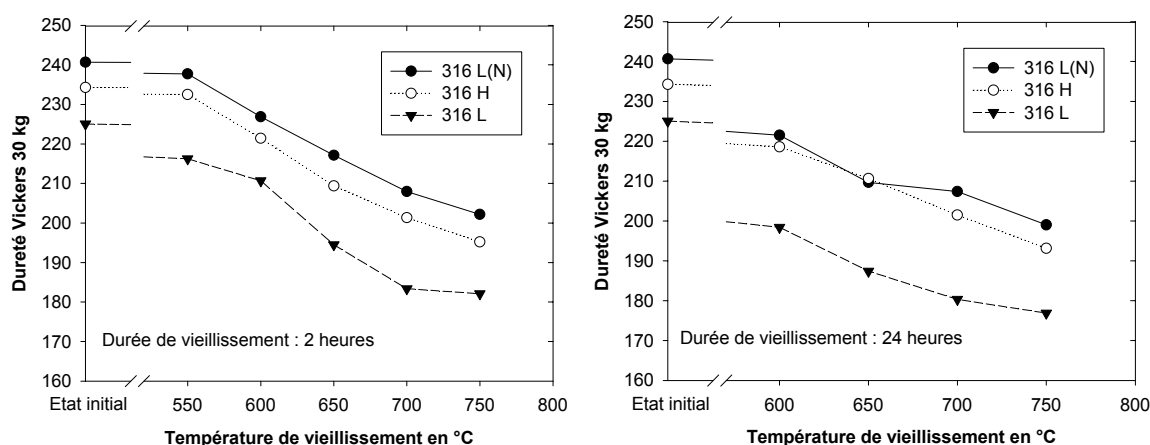 250
240
230
220
210
200
190
180
170
160
Dureté Vickers 30 kg
316 L(N)
316 H
316 L
Durée de vieillissement : 2 heures
Etat initial 550 600 650 700 750 800
Température de vieillissement en °C
250
240
230
220
210
200
190
180
170
160
Dureté Vickers 30 kg
316 L(N)
316 H
316 L
Durée de vieillissement : 24 heures
Etat initial 600 650 700 750 800
Température de vieillissement en °C